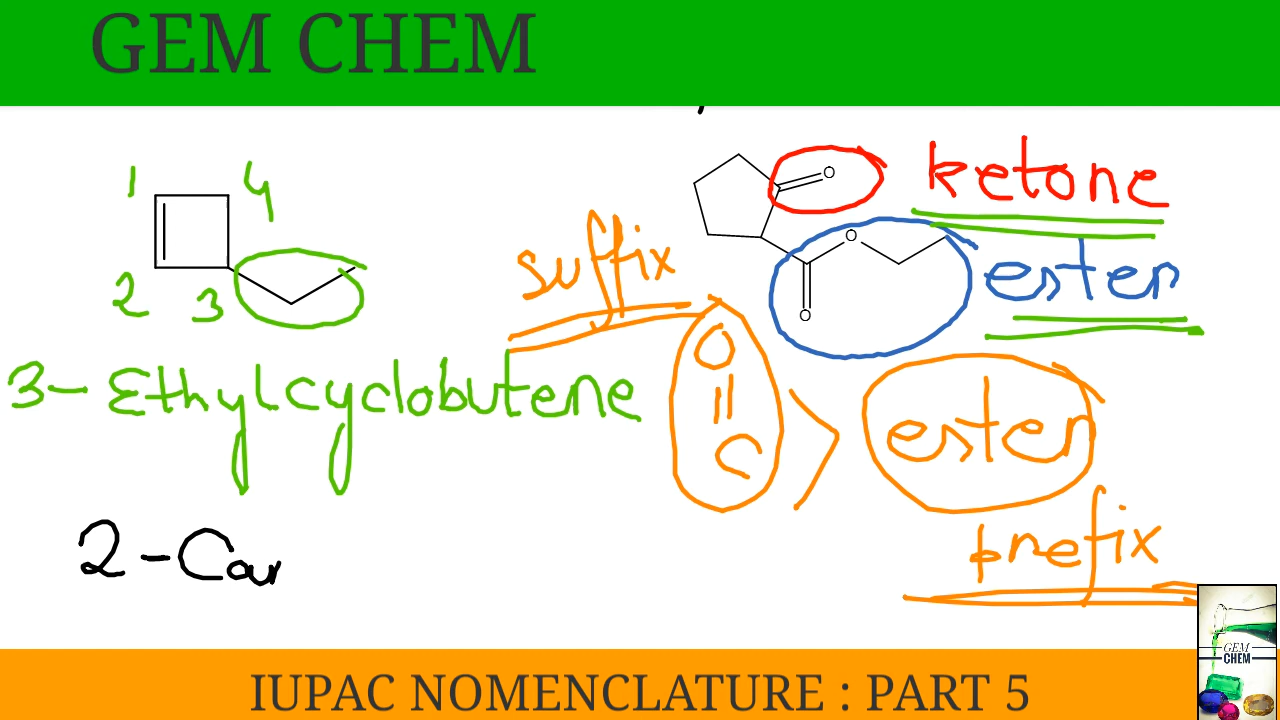 GEM CHEM
1 4
2 3
O
O
O
ketone
ester
suffix
3- Ethylcyclobutene
O
C
>
ester
prefix
2-Car
GEM
CHEM
IUPAC NOMENCLATURE : PART 5